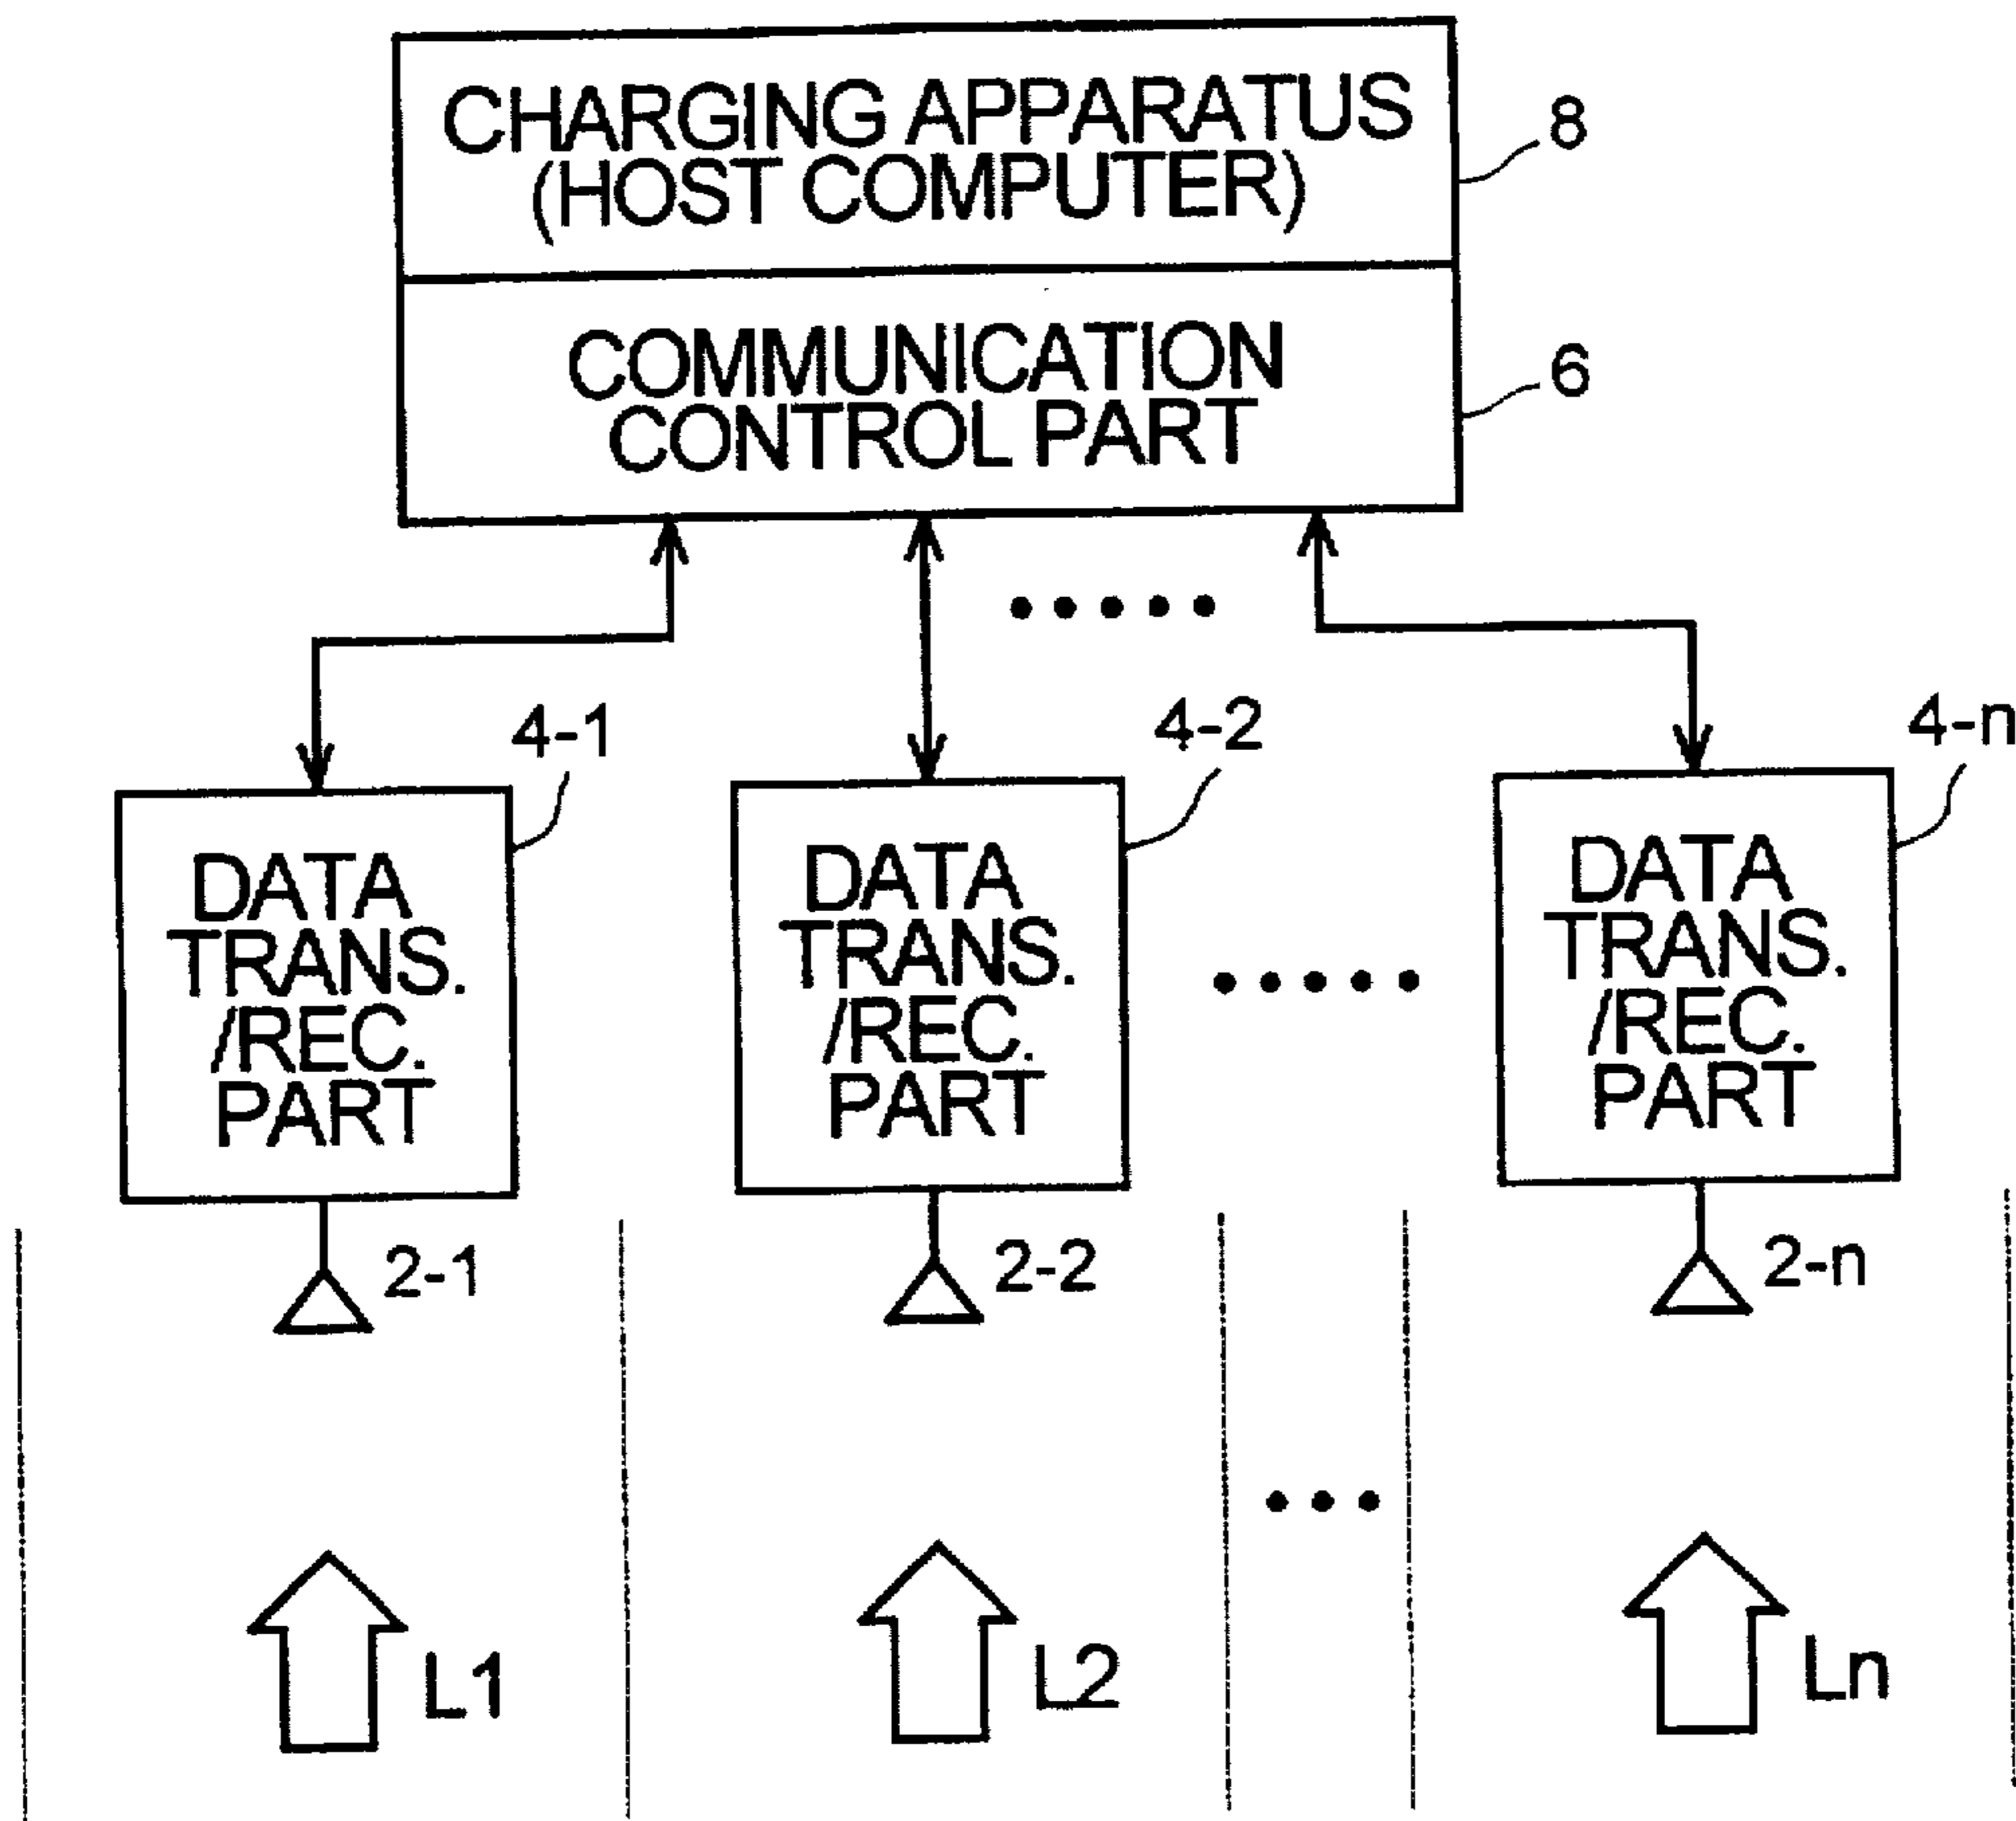 CHARGING APPARATUS
(HOST COMPUTER)
8
COMMUNICATION
CONTROL PART
6
4-1
4-2
4-n
DATA
TRANS.
/REC.
PART
DATA
TRANS.
/REC.
PART
DATA
TRANS.
/REC.
PART
2-1
2-2
2-n
L1
L2
Ln